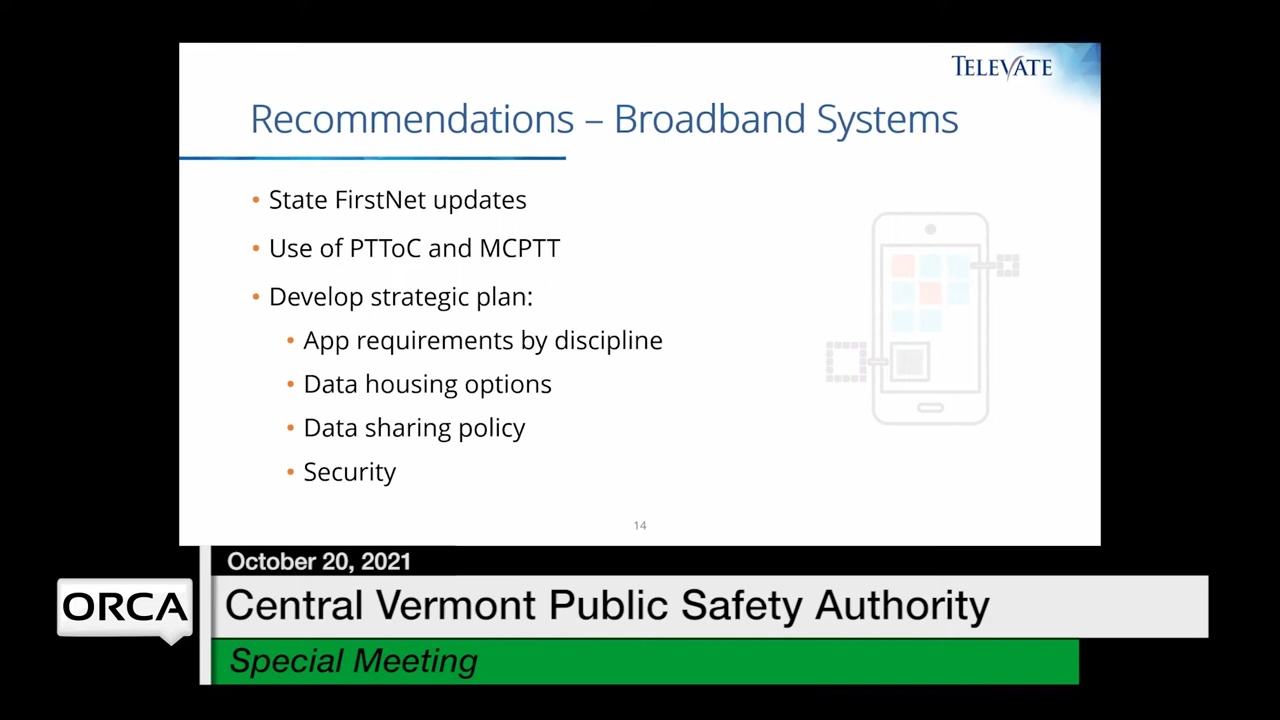 TELEVATE
Recommendations – Broadband Systems
• State FirstNet updates
• Use of PTToC and MCPTT
• Develop strategic plan:
• App requirements by discipline
• Data housing options
• Data sharing policy
• Security
14
October 20, 2021
ORCA
Central Vermont Public Safety Authority
Special Meeting